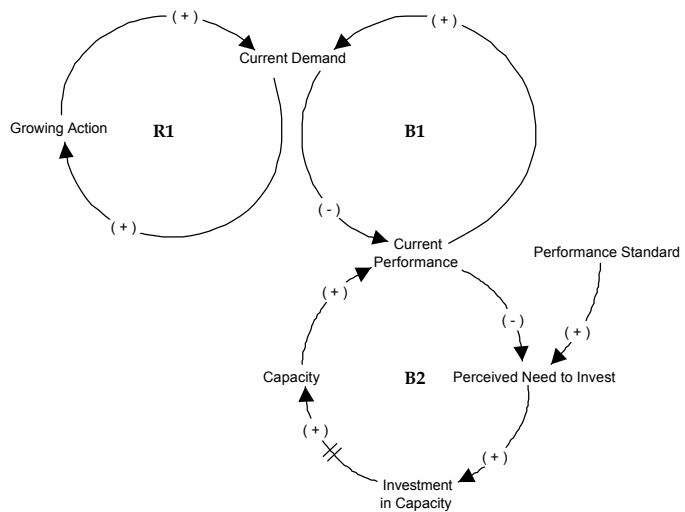 (+)
(+)
Current Demand
Growing Action
R1
B1
(-)
(+)
Current
Performance
Performance Standard
(+)
(-)
(+)
Capacity
B2
Perceived Need to Invest
(+)
(+)
Investment
in Capacity